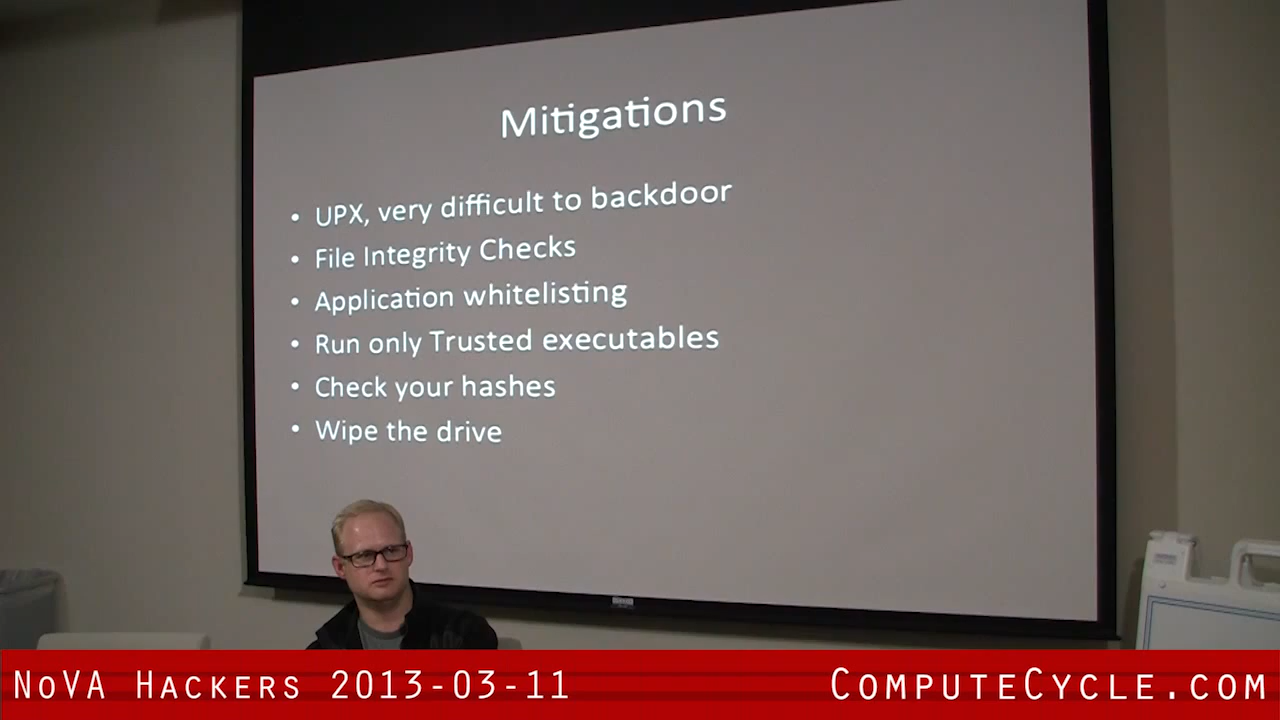 Mitigations
• UPX, very difficult to backdoor
• File Integrity Checks
• Application whitelisting
• Run only Trusted executables
• Check your hashes
• Wipe the drive
NoVA Hackers 2013-03-11
ComputeCycle.com